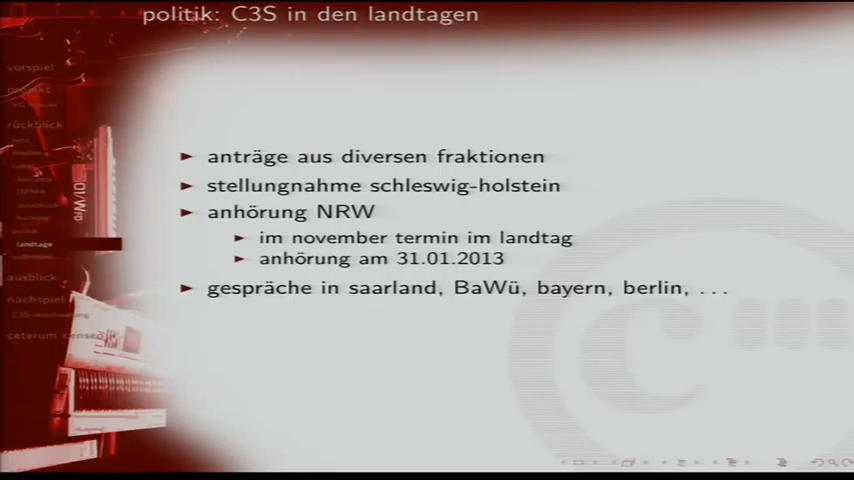 politik: C3S in den landtagen
vorspiel
projekt
rückblick
politik
landtage
ausblick
nachspiel
ceterum censeo
anträge aus diversen fraktionen
stellungnahme schleswig-holstein
anhörung NRW
im november termin im landtag
anhörung am 31.01.2013
gespräche in saarland, BaWü, bayern, berlin, ...